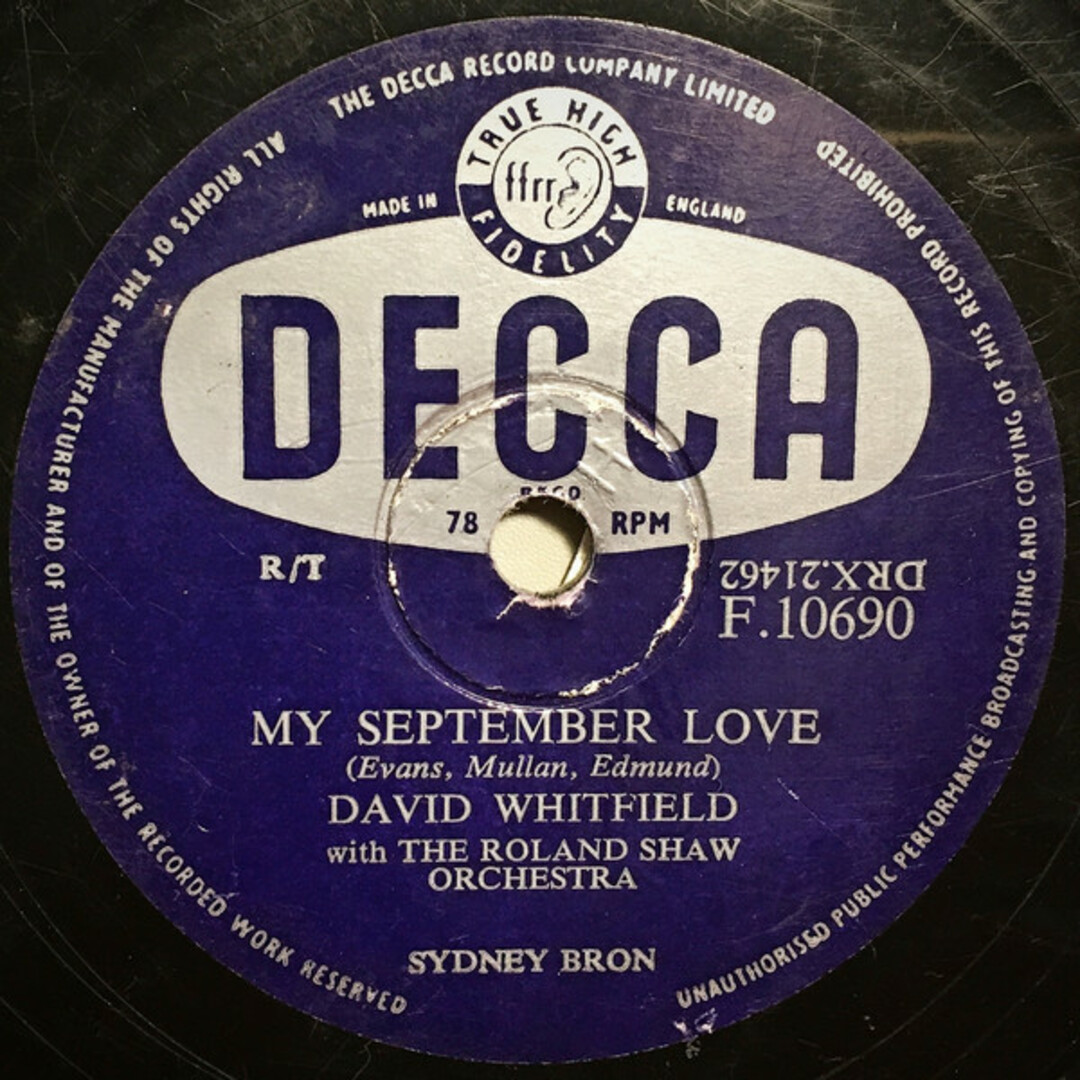 THE DECCA RECORD COMPANY LIMITED
ALL RIGHTS OF THE MANUFACTURER AND OF THE OWNER OF THE RECORDED WORK RESERVED
UNAUTHORISED PUBLIC PERFORMANCE BROADCASTING AND COPYING OF THIS RECORD PROHIBITED
TRUE HIGH
ffrr
FIDELITY
MADE IN ENGLAND
DECCA
78 RPM
R/T
DRX.21462
F.10690
MY SEPTEMBER LOVE
(Evans, Mullan, Edmund)
DAVID WHITFIELD
with THE ROLAND SHAW
ORCHESTRA
SYDNEY BRON